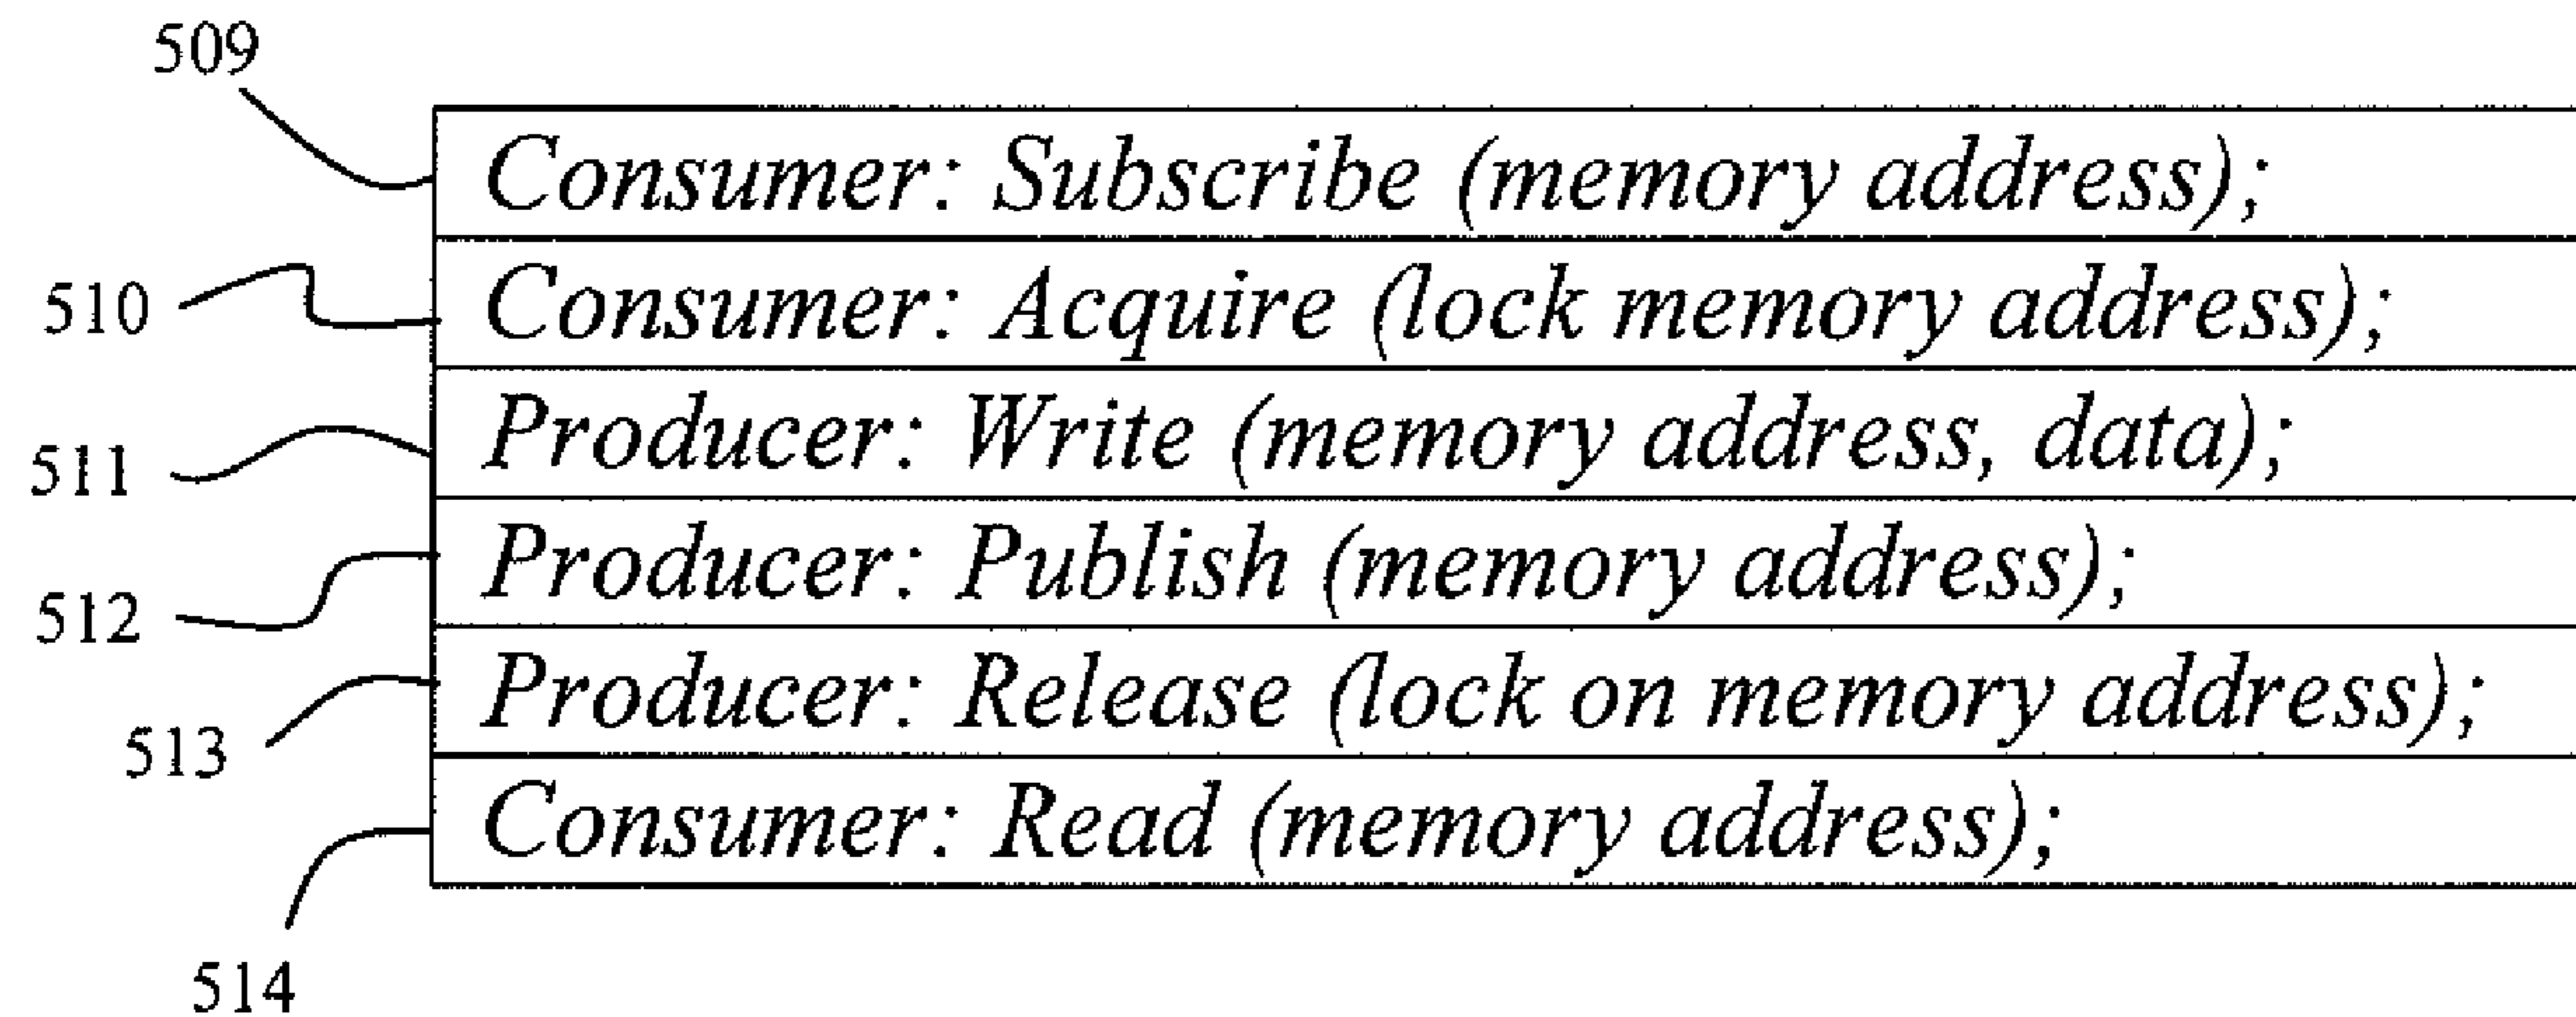 509
Consumer: Subscribe (memory address);
510 Consumer: Acquire (lock memory address);
511 Producer: Write (memory address, data);
512 Producer: Publish (memory address);
513 Producer: Release (lock on memory address);
Consumer: Read (memory address);
514